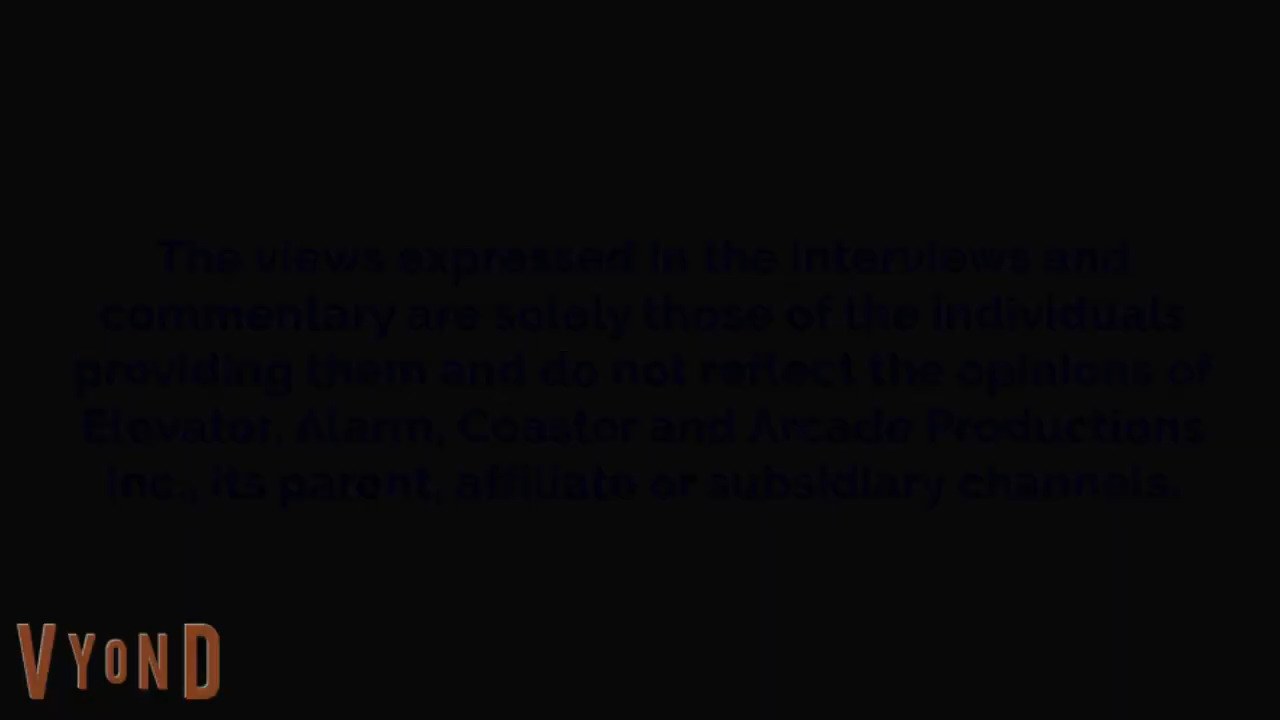 The views expressed in the interviews and
commentary are solely those of the individuals
providing them and do not reflect the opinions of
Elevator, Alarm, Coaster and Arcade Productions
Inc., its parent, affiliate or subsidiary channels.
VYOND